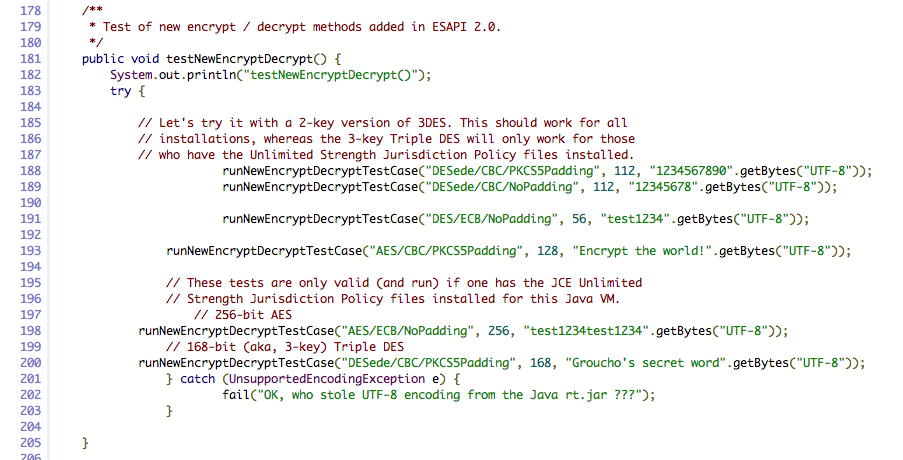 178 /**
179 * Test of new encrypt / decrypt methods added in ESAPI 2.0.
180 */
181 public void testNewEncryptDecrypt() {
182 System.out.println("testNewEncryptDecrypt()");
183 try {
184
185 // Let's try it with a 2-key version of 3DES. This should work for all
186 // installations, whereas the 3-key Triple DES will only work for those
187 // who have the Unlimited Strength Jurisdiction Policy files installed.
188 runNewEncryptDecryptTestCase("DESede/CBC/PKCS5Padding", 112, "1234567890".getBytes("UTF-8"));
189 runNewEncryptDecryptTestCase("DESede/CBC/NoPadding", 112, "12345678".getBytes("UTF-8"));
190
191 runNewEncryptDecryptTestCase("DES/ECB/NoPadding", 56, "test1234".getBytes("UTF-8"));
192
193 runNewEncryptDecryptTestCase("AES/CBC/PKCS5Padding", 128, "Encrypt the world!".getBytes("UTF-8"));
194
195 // These tests are only valid (and run) if one has the JCE Unlimited
196 // Strength Jurisdiction Policy files installed for this Java VM.
197 // 256-bit AES
198 runNewEncryptDecryptTestCase("AES/ECB/NoPadding", 256, "test1234test1234".getBytes("UTF-8"));
199 // 168-bit (aka, 3-key) Triple DES
200 runNewEncryptDecryptTestCase("DESede/CBC/PKCS5Padding", 168, "Groucho's secret word".getBytes("UTF-8"));
201 } catch (UnsupportedEncodingException e) {
202 fail("OK, who stole UTF-8 encoding from the Java rt.jar ???");
203 }
204
205 }
206